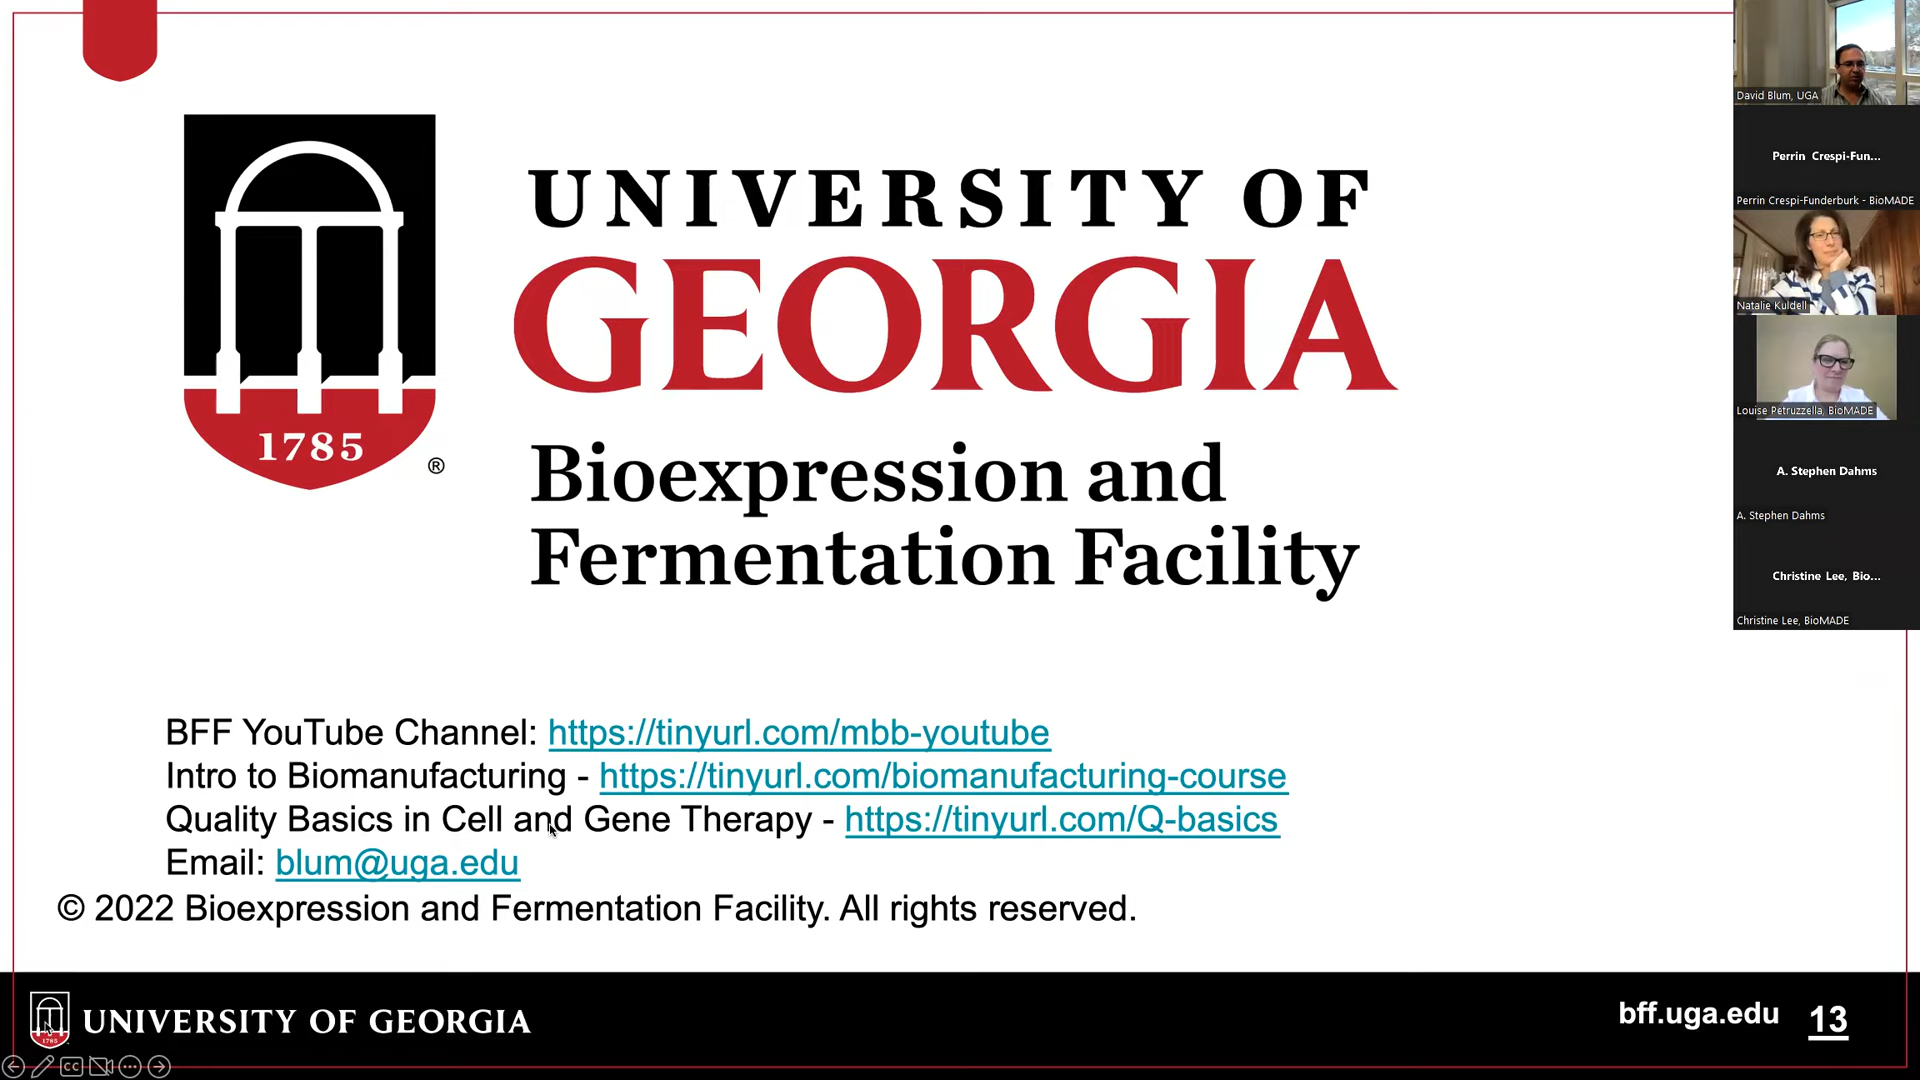 UNIVERSITY OF
GEORGIA
1785
®
Bioexpression and
Fermentation Facility
BFF YouTube Channel: https://tinyurl.com/mbb-youtube
Intro to Biomanufacturing - https://tinyurl.com/biomanufacturing-course
Quality Basics in Cell and Gene Therapy - https://tinyurl.com/Q-basics
Email: blum@uga.edu
© 2022 Bioexpression and Fermentation Facility. All rights reserved.
1785
UNIVERSITY OF GEORGIA
bff.uga.edu 13
CC
David Blum, UGA
Perrin Crespi-Fun...
Perrin Crespi-Funderburk - BioMADE
Natalie Kuldell
Louise Petruzzella, BioMADE
A. Stephen Dahms
A. Stephen Dahms
Christine Lee, Bio...
Christine Lee, BioMADE